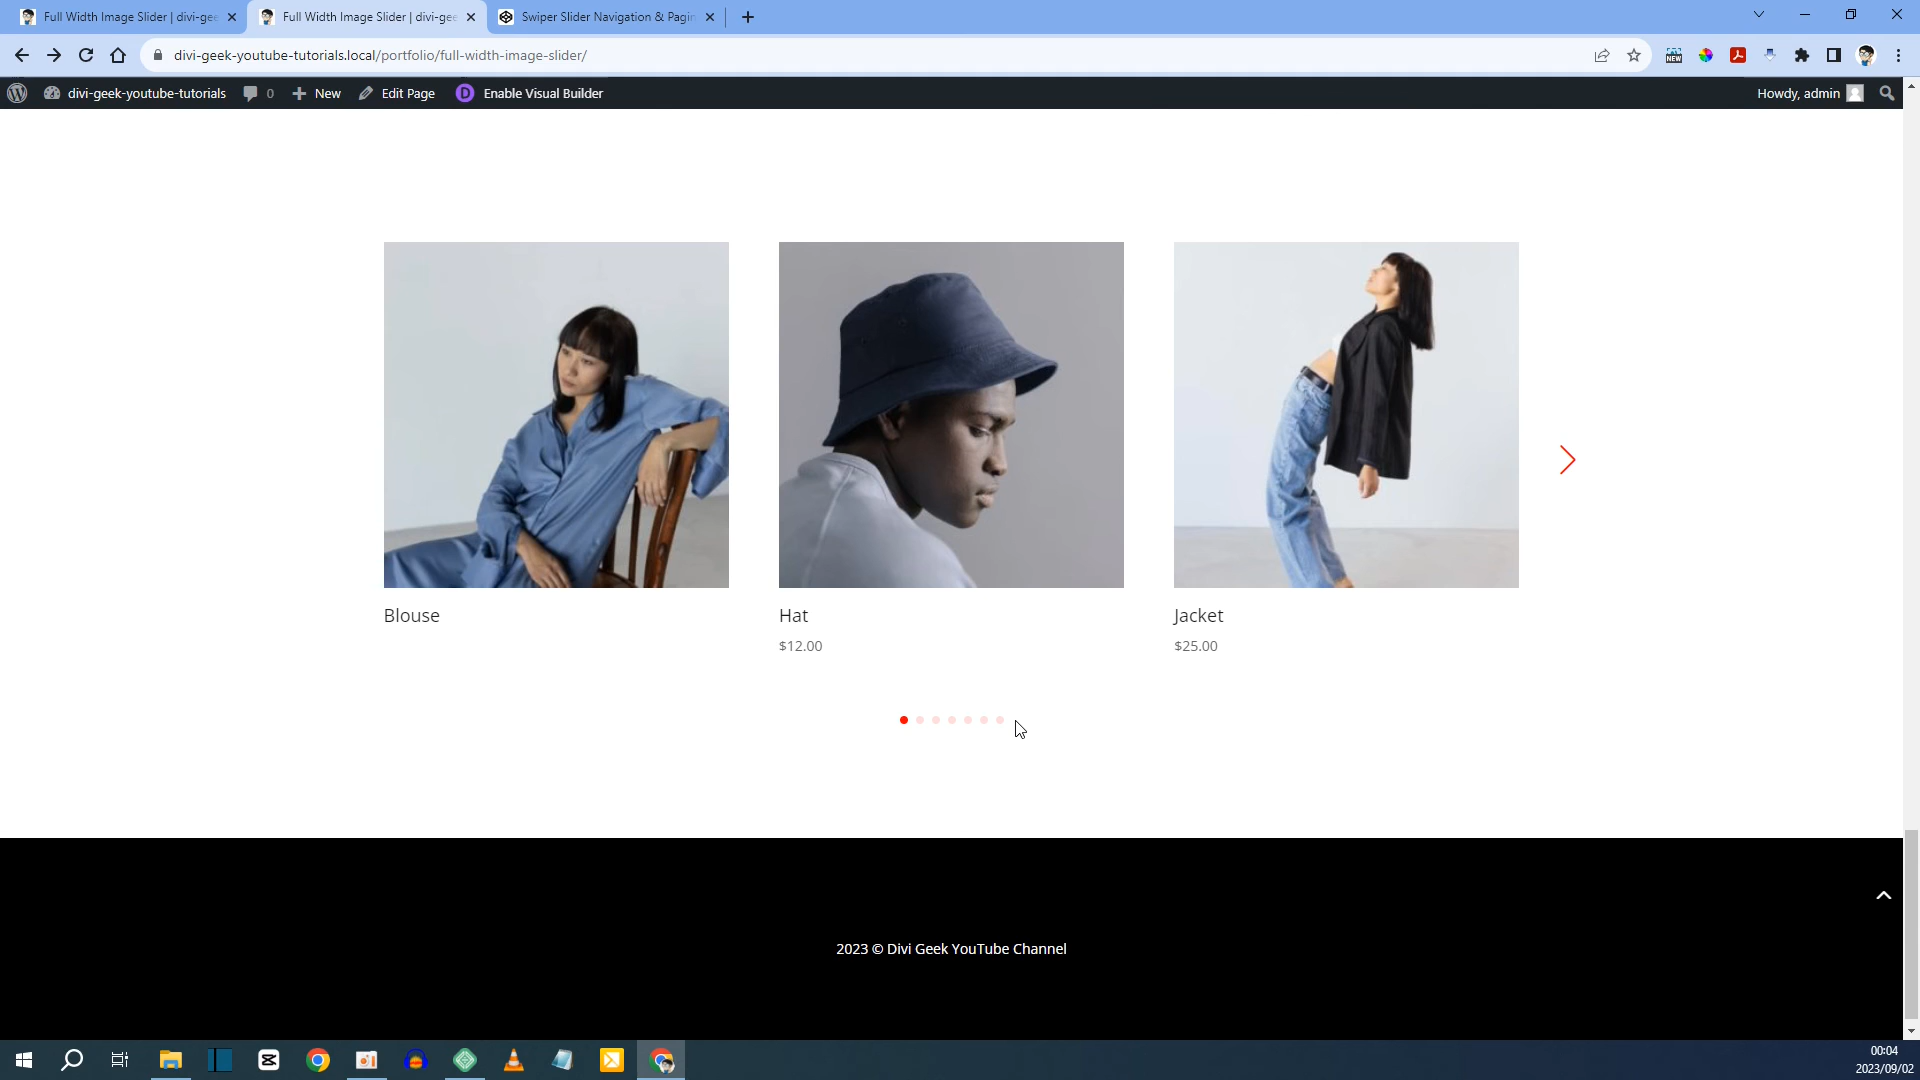 Full Width Image Slider | divi-gee
Full Width Image Slider | divi-gee
Swiper Slider Navigation & Pagin
divi-geek-youtube-tutorials.local/portfolio/full-width-image-slider/
NEW
divi-geek-youtube-tutorials
0
New
Edit Page
D
Enable Visual Builder
Howdy, admin
Blouse
Hat
Jacket
$12.00
$25.00
2023 © Divi Geek YouTube Channel
00:04
2023/09/02